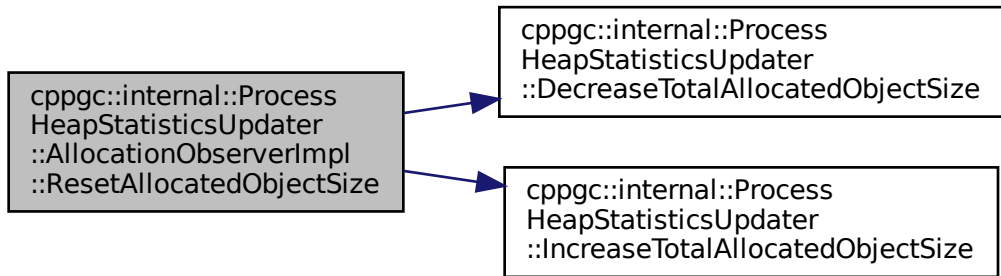 cppgc::internal::Process
HeapStatisticsUpdater
::AllocationObserverImpl
::ResetAllocatedObjectSize
cppgc::internal::Process
HeapStatisticsUpdater
::DecreaseTotalAllocatedObjectSize
cppgc::internal::Process
HeapStatisticsUpdater
::IncreaseTotalAllocatedObjectSize